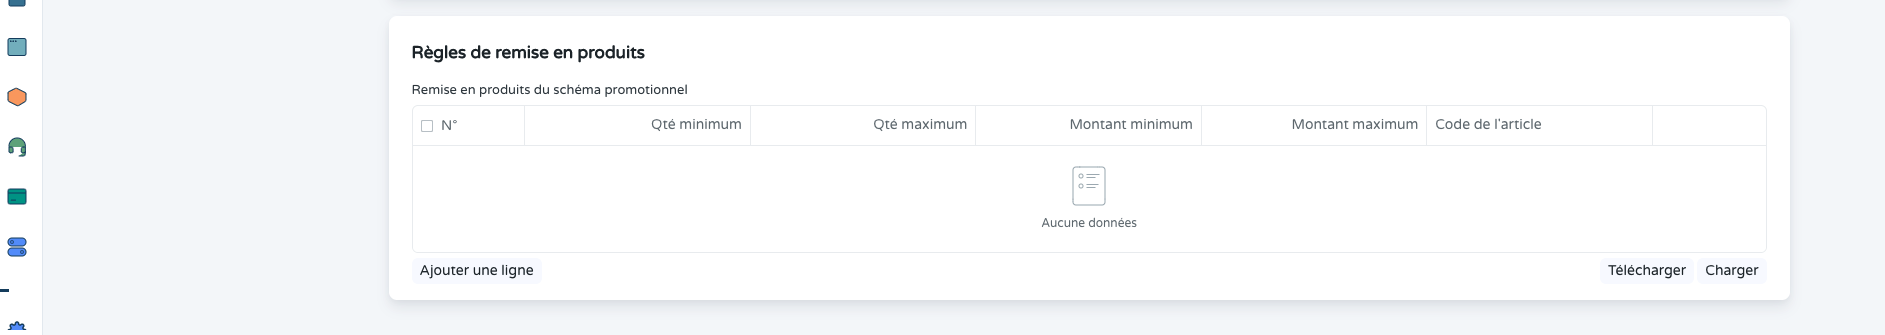 Règles de remise en produits
Remise en produits du schéma promotionnel
N° Qté minimum Qté maximum Montant minimum Montant maximum Code de l'article
Aucune données
Ajouter une ligne Télécharger Charger